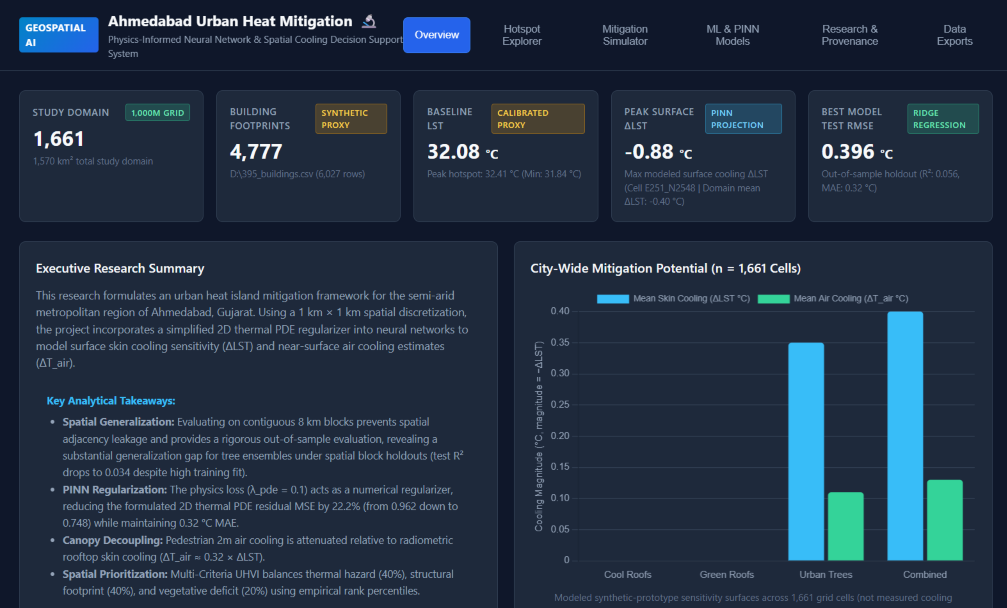 GEOSPATIAL
AI
Ahmedabad Urban Heat Mitigation
Physics-Informed Neural Network & Spatial Cooling Decision Support
System
Overview
Hotspot
Explorer
Mitigation
Simulator
ML & PINN
Models
Research &
Provenance
Data
Exports
STUDY DOMAIN
1,000M GRID
1,661
1,570 km² total study domain
BUILDING
FOOTPRINTS
SYNTHETIC
PROXY
4,777
D:\395_buildings.csv (6,027 rows)
BASELINE
LST
CALIBRATED
PROXY
32.08 °C
Peak hotspot: 32.41 °C (Min: 31.84 °C)
PEAK SURFACE
ΔLST
PINN
PROJECTION
-0.88 °C
Max modeled surface cooling ΔLST
(Cell E251_N2548 | Domain mean
ΔLST: -0.40 °C)
BEST MODEL
TEST RMSE
RIDGE
REGRESSION
0.396 °C
Out-of-sample holdout (R²: 0.056,
MAE: 0.32 °C)
Executive Research Summary
This research formulates an urban heat island mitigation framework for the semi-arid
metropolitan region of Ahmedabad, Gujarat. Using a 1 km × 1 km spatial discretization,
the project incorporates a simplified 2D thermal PDE regularizer into neural networks to
model surface skin cooling sensitivity (ΔLST) and near-surface air cooling estimates
(ΔT_air).
Key Analytical Takeaways:
• Spatial Generalization: Evaluating on contiguous 8 km blocks prevents spatial
adjacency leakage and provides a rigorous out-of-sample evaluation, revealing a
substantial generalization gap for tree ensembles under spatial block holdouts (test R²
drops to 0.034 despite high training fit).
• PINN Regularization: The physics loss (λ_pde = 0.1) acts as a numerical regularizer,
reducing the formulated 2D thermal PDE residual MSE by 22.2% (from 0.962 down to
0.748) while maintaining 0.32 °C MAE.
• Canopy Decoupling: Pedestrian 2m air cooling is attenuated relative to radiometric
rooftop skin cooling (ΔT_air ≈ 0.32 × ΔLST).
• Spatial Prioritization: Multi-Criteria UHVI balances thermal hazard (40%), structural
footprint (40%), and vegetative deficit (20%) using empirical rank percentiles.
City-Wide Mitigation Potential (n = 1,661 Cells)
Mean Skin Cooling (ΔLST °C)
Mean Air Cooling (ΔT_air °C)
Cooling Magnitude (°C, magnitude = −ΔLST)
0.40
0.35
0.30
0.25
0.20
0.15
0.10
0.05
0
Cool Roofs
Green Roofs
Urban Trees
Combined
Modeled synthetic-prototype sensitivity surfaces across 1,661 grid cells (not measured cooling